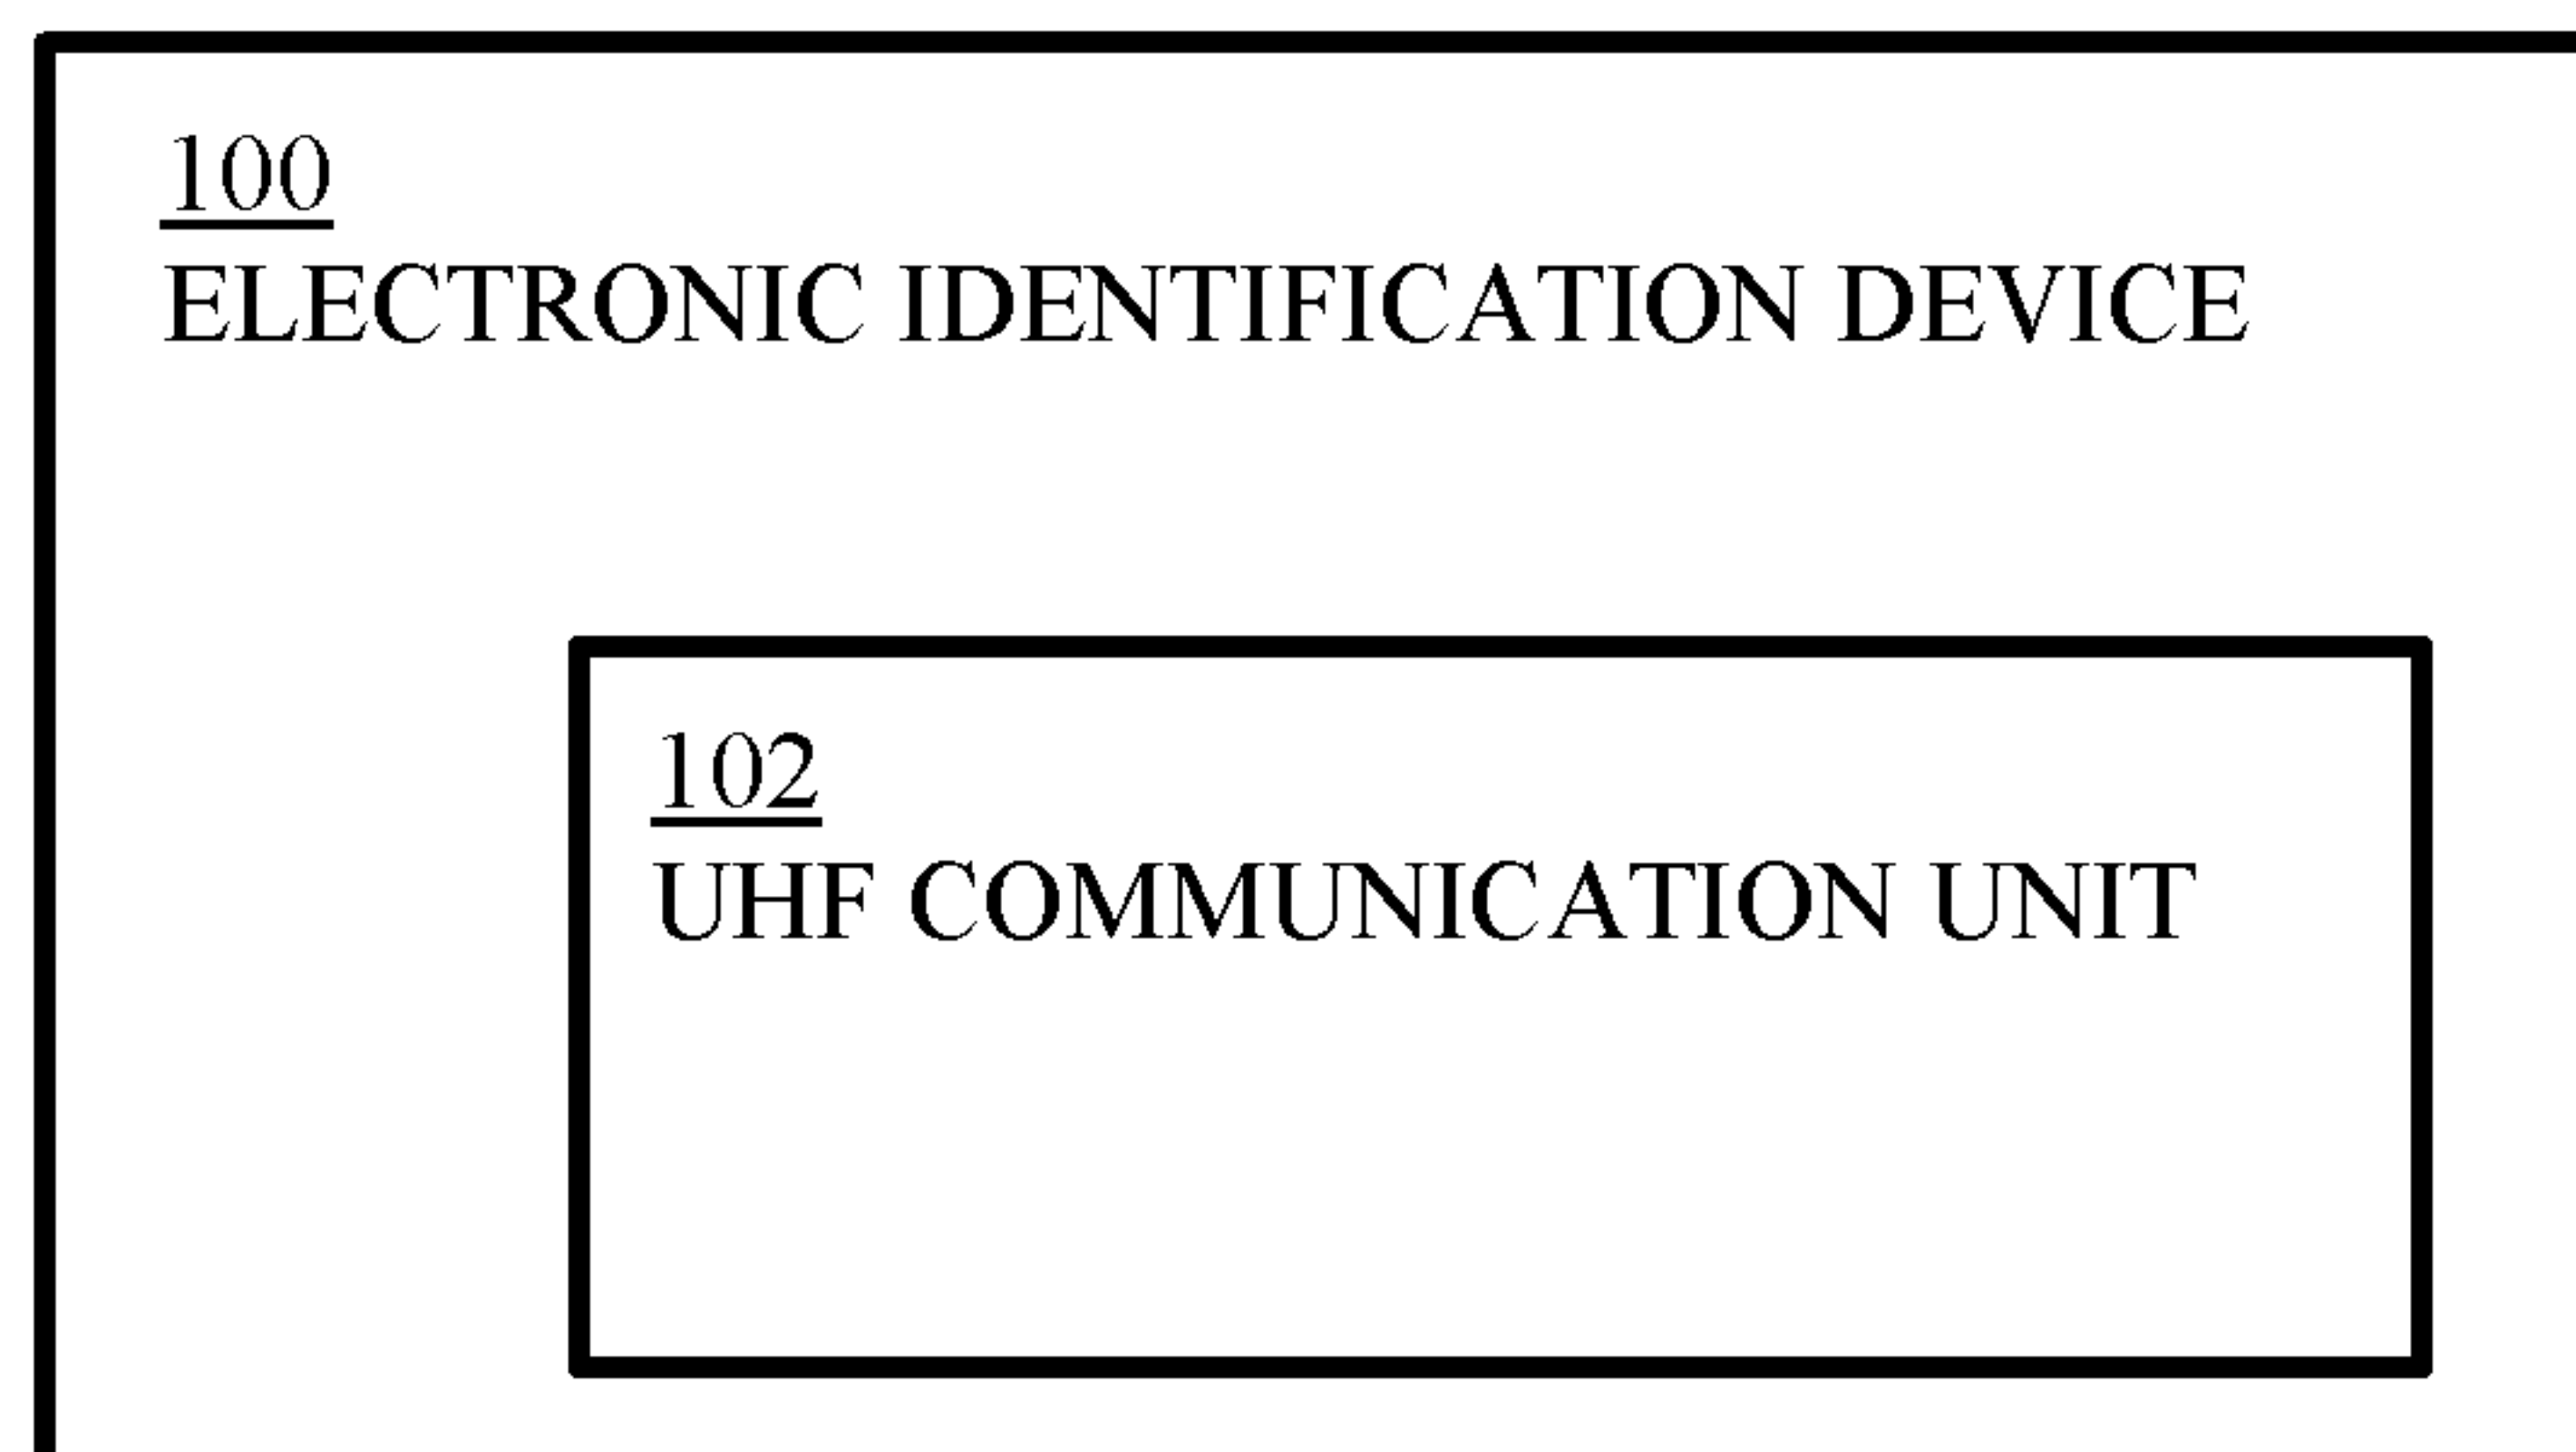 100
ELECTRONIC IDENTIFICATION DEVICE
102
UHF COMMUNICATION UNIT